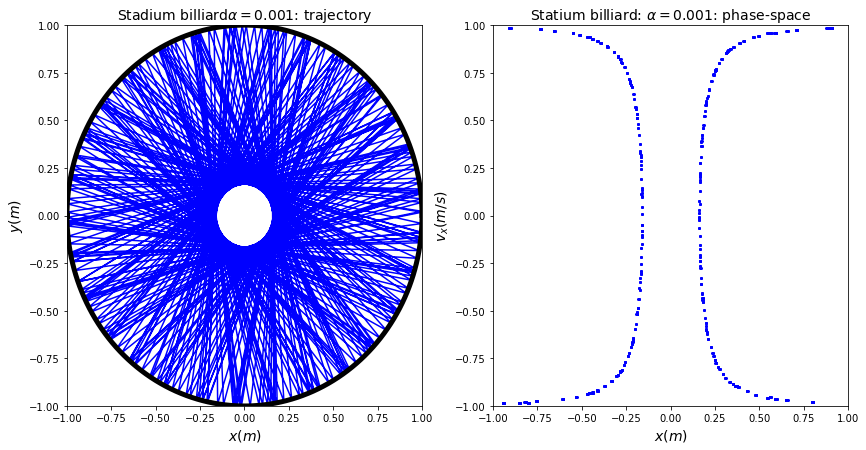 Stadium billiardα = 0.001: trajectory
1.00
0.75
0.50
0.25
0.00
−0.25
−0.50
−0.75
−1.00
y(m)
−1.00 −0.75 −0.50 −0.25 0.00 0.25 0.50 0.75 1.00
x(m)
Statium billiard: α = 0.001: phase-space
1.00
0.75
0.50
0.25
0.00
−0.25
−0.50
−0.75
−1.00
vₓ(m/s)
−1.00 −0.75 −0.50 −0.25 0.00 0.25 0.50 0.75 1.00
x(m)